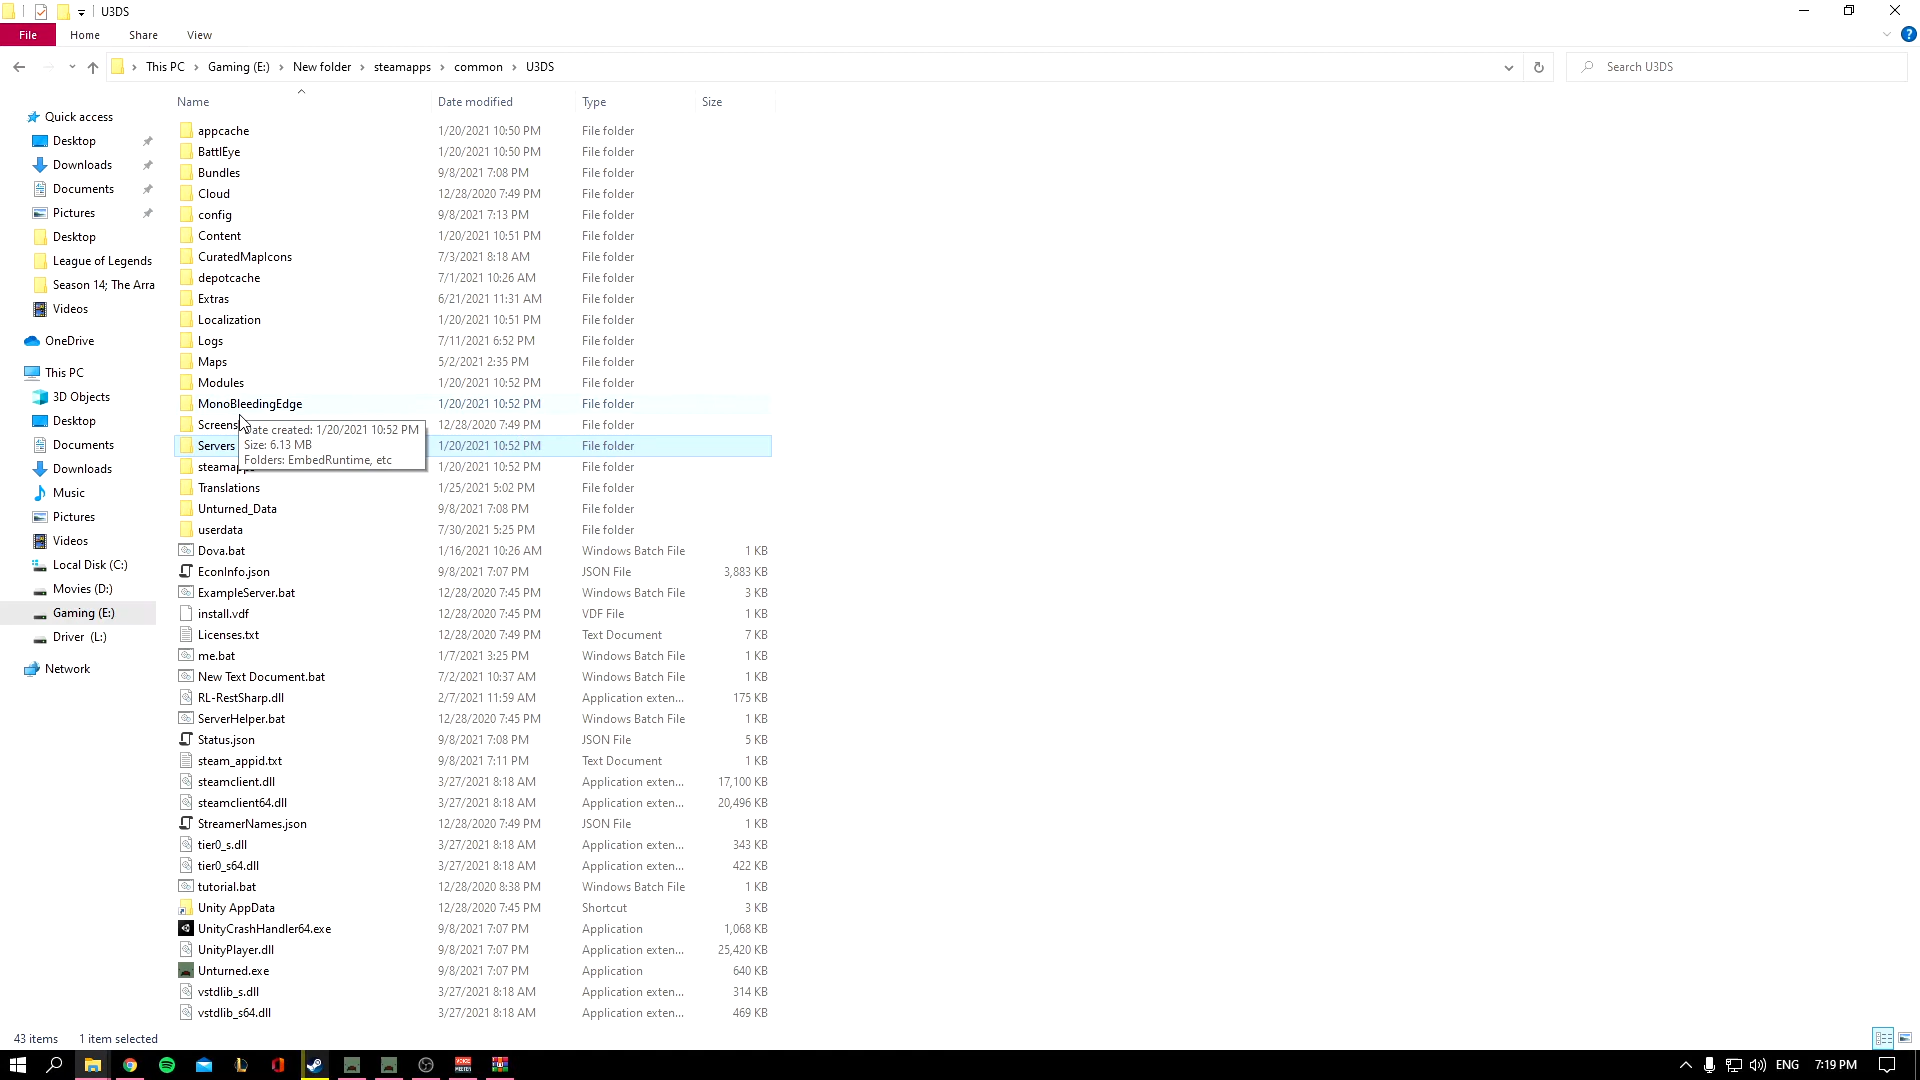 U3DS
File Home Share View
This PC Gaming (E:) New folder steamapps common U3DS Search U3DS
Name Date modified Type Size
Quick access
Desktop
Downloads
Documents
Pictures
Desktop
League of Legends
Season 14; The Arra
Videos
OneDrive
This PC
3D Objects
Desktop
Documents
Downloads
Music
Pictures
Videos
Local Disk (C:)
Movies (D:)
Gaming (E:)
Driver (L:)
Network
appcache 1/20/2021 10:50 PM File folder
BattlEye 1/20/2021 10:50 PM File folder
Bundles 9/8/2021 7:08 PM File folder
Cloud 12/28/2020 7:49 PM File folder
config 9/8/2021 7:13 PM File folder
Content 1/20/2021 10:51 PM File folder
CuratedMapIcons 7/3/2021 8:18 AM File folder
depotcache 7/1/2021 10:26 AM File folder
Extras 6/21/2021 11:31 AM File folder
Localization 1/20/2021 10:51 PM File folder
Logs 7/11/2021 6:52 PM File folder
Maps 5/2/2021 2:35 PM File folder
Modules 1/20/2021 10:52 PM File folder
MonoBleedingEdge 1/20/2021 10:52 PM File folder
Screens 12/28/2020 7:49 PM File folder
Date created: 1/20/2021 10:52 PM
Size: 6.13 MB
Folders: EmbedRuntime, etc
Servers 1/20/2021 10:52 PM File folder
steamapps 1/20/2021 10:52 PM File folder
Translations 1/25/2021 5:02 PM File folder
Unturned_Data 9/8/2021 7:08 PM File folder
userdata 7/30/2021 5:25 PM File folder
Dova.bat 1/16/2021 10:26 AM Windows Batch File 1 KB
EconInfo.json 9/8/2021 7:07 PM JSON File 3,883 KB
ExampleServer.bat 12/28/2020 7:45 PM Windows Batch File 3 KB
install.vdf 12/28/2020 7:45 PM VDF File 1 KB
Licenses.txt 12/28/2020 7:49 PM Text Document 7 KB
me.bat 1/7/2021 3:25 PM Windows Batch File 1 KB
New Text Document.bat 7/2/2021 10:37 AM Windows Batch File 1 KB
RL-RestSharp.dll 2/7/2021 11:59 AM Application exten... 175 KB
ServerHelper.bat 12/28/2020 7:45 PM Windows Batch File 1 KB
Status.json 9/8/2021 7:08 PM JSON File 5 KB
steam_appid.txt 9/8/2021 7:11 PM Text Document 1 KB
steamclient.dll 3/27/2021 8:18 AM Application exten... 17,100 KB
steamclient64.dll 3/27/2021 8:18 AM Application exten... 20,496 KB
StreamerNames.json 12/28/2020 7:49 PM JSON File 1 KB
tier0_s.dll 3/27/2021 8:18 AM Application exten... 343 KB
tier0_s64.dll 3/27/2021 8:18 AM Application exten... 422 KB
tutorial.bat 12/28/2020 8:38 PM Windows Batch File 1 KB
Unity AppData 12/28/2020 7:45 PM Shortcut 3 KB
UnityCrashHandler64.exe 9/8/2021 7:07 PM Application 1,068 KB
UnityPlayer.dll 9/8/2021 7:07 PM Application exten... 25,420 KB
Unturned.exe 9/8/2021 7:07 PM Application 640 KB
vstdlib_s.dll 3/27/2021 8:18 AM Application exten... 314 KB
vstdlib_s64.dll 3/27/2021 8:18 AM Application exten... 469 KB
43 items 1 item selected
ENG 7:19 PM